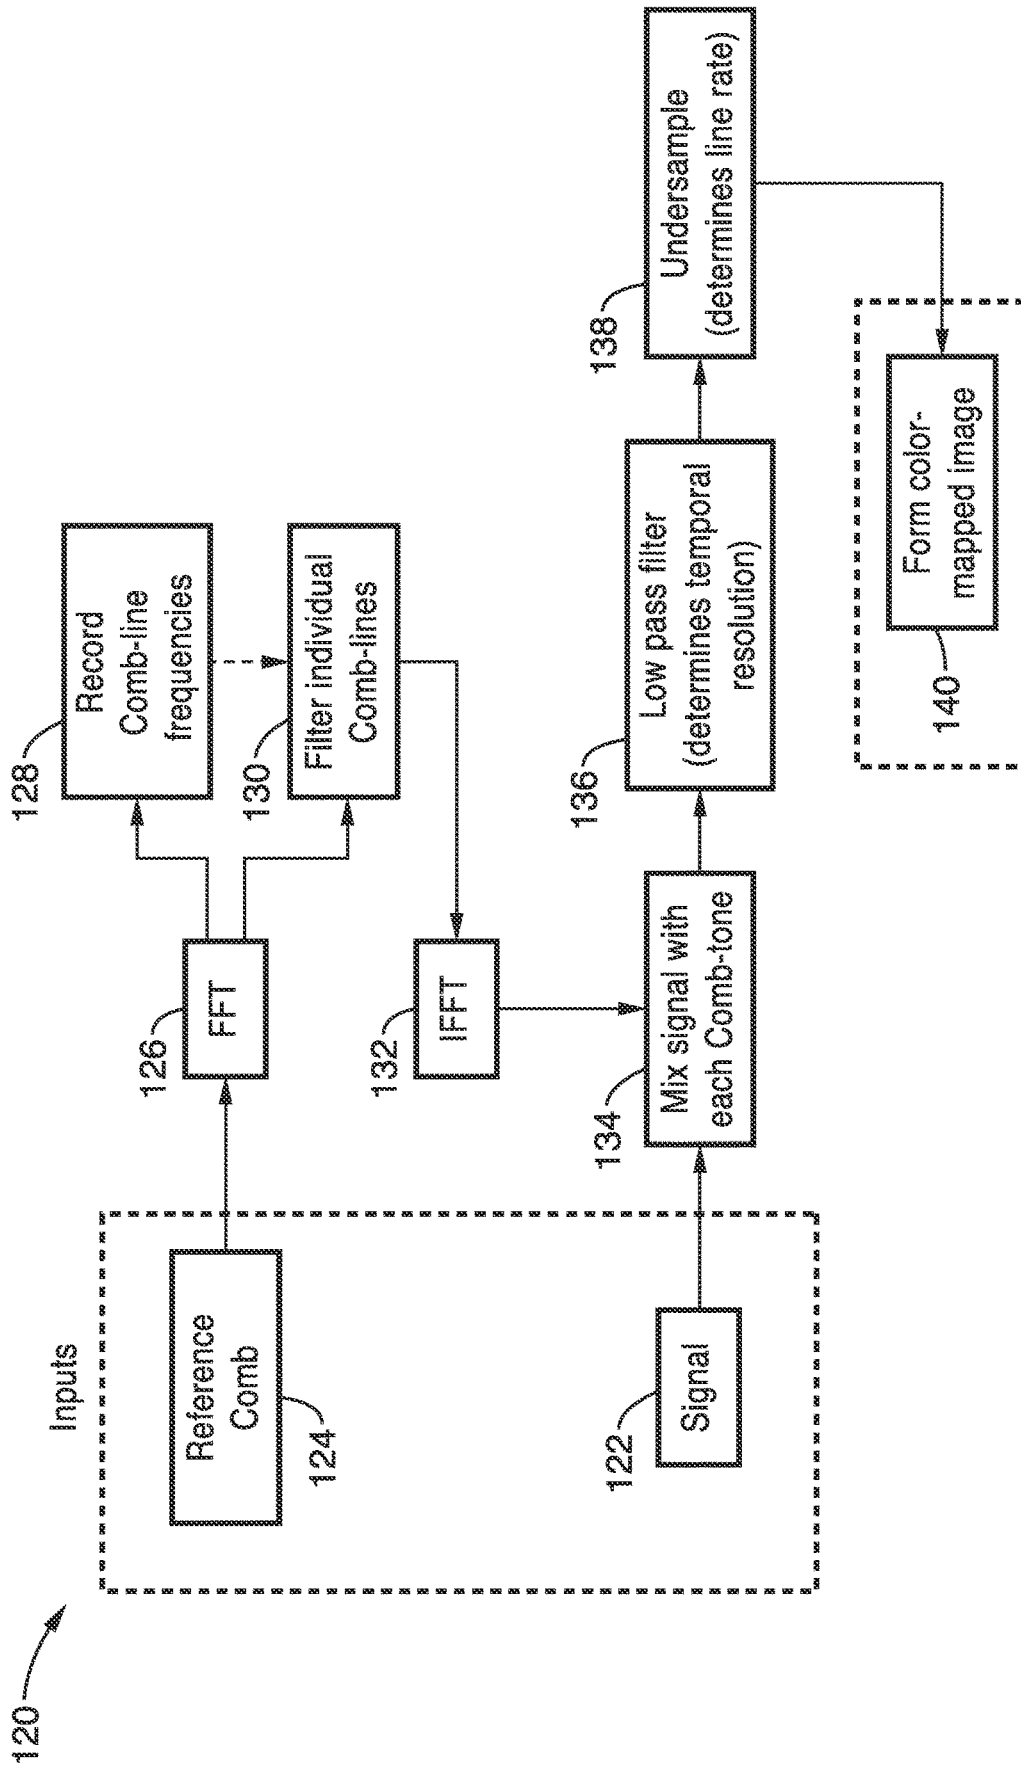 120
Inputs
Reference
Comb
124
Signal
122
FFT
126
Record
Comb-line
frequencies
128
Filter individual
Comb-lines
130
IFFT
132
Mix signal with
each Comb-tone
134
Low pass filter
(determines temporal
resolution)
136
Undersample
(determines line rate)
138
Form color-
mapped image
140